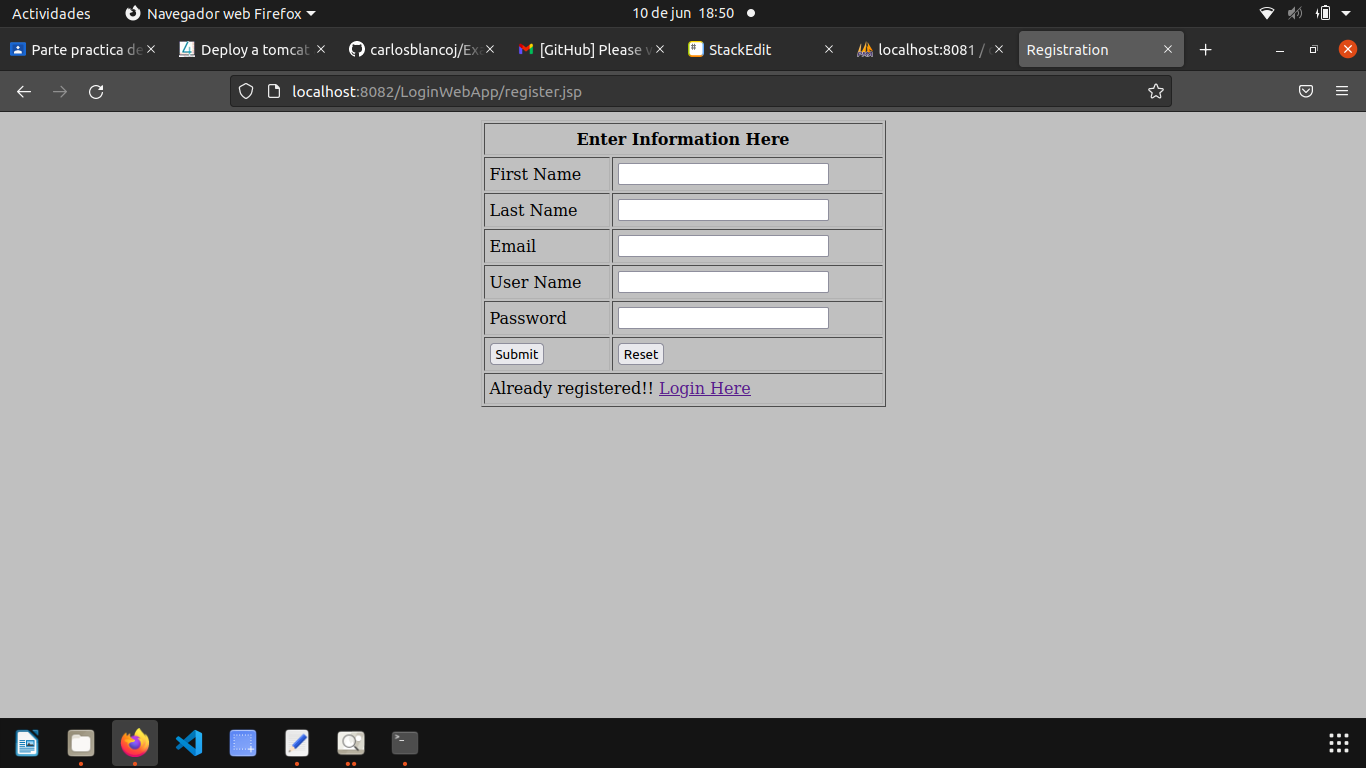 Actividades Navegador web Firefox 10 de jun 18:50
Parte practica de Deploy a tomcat carlosblancoj/Exa [GitHub] Please v StackEdit localhost:8081 / Registration
localhost:8082/LoginWebApp/register.jsp
Enter Information Here
First Name
Last Name
Email
User Name
Password
Submit Reset
Already registered!! Login Here